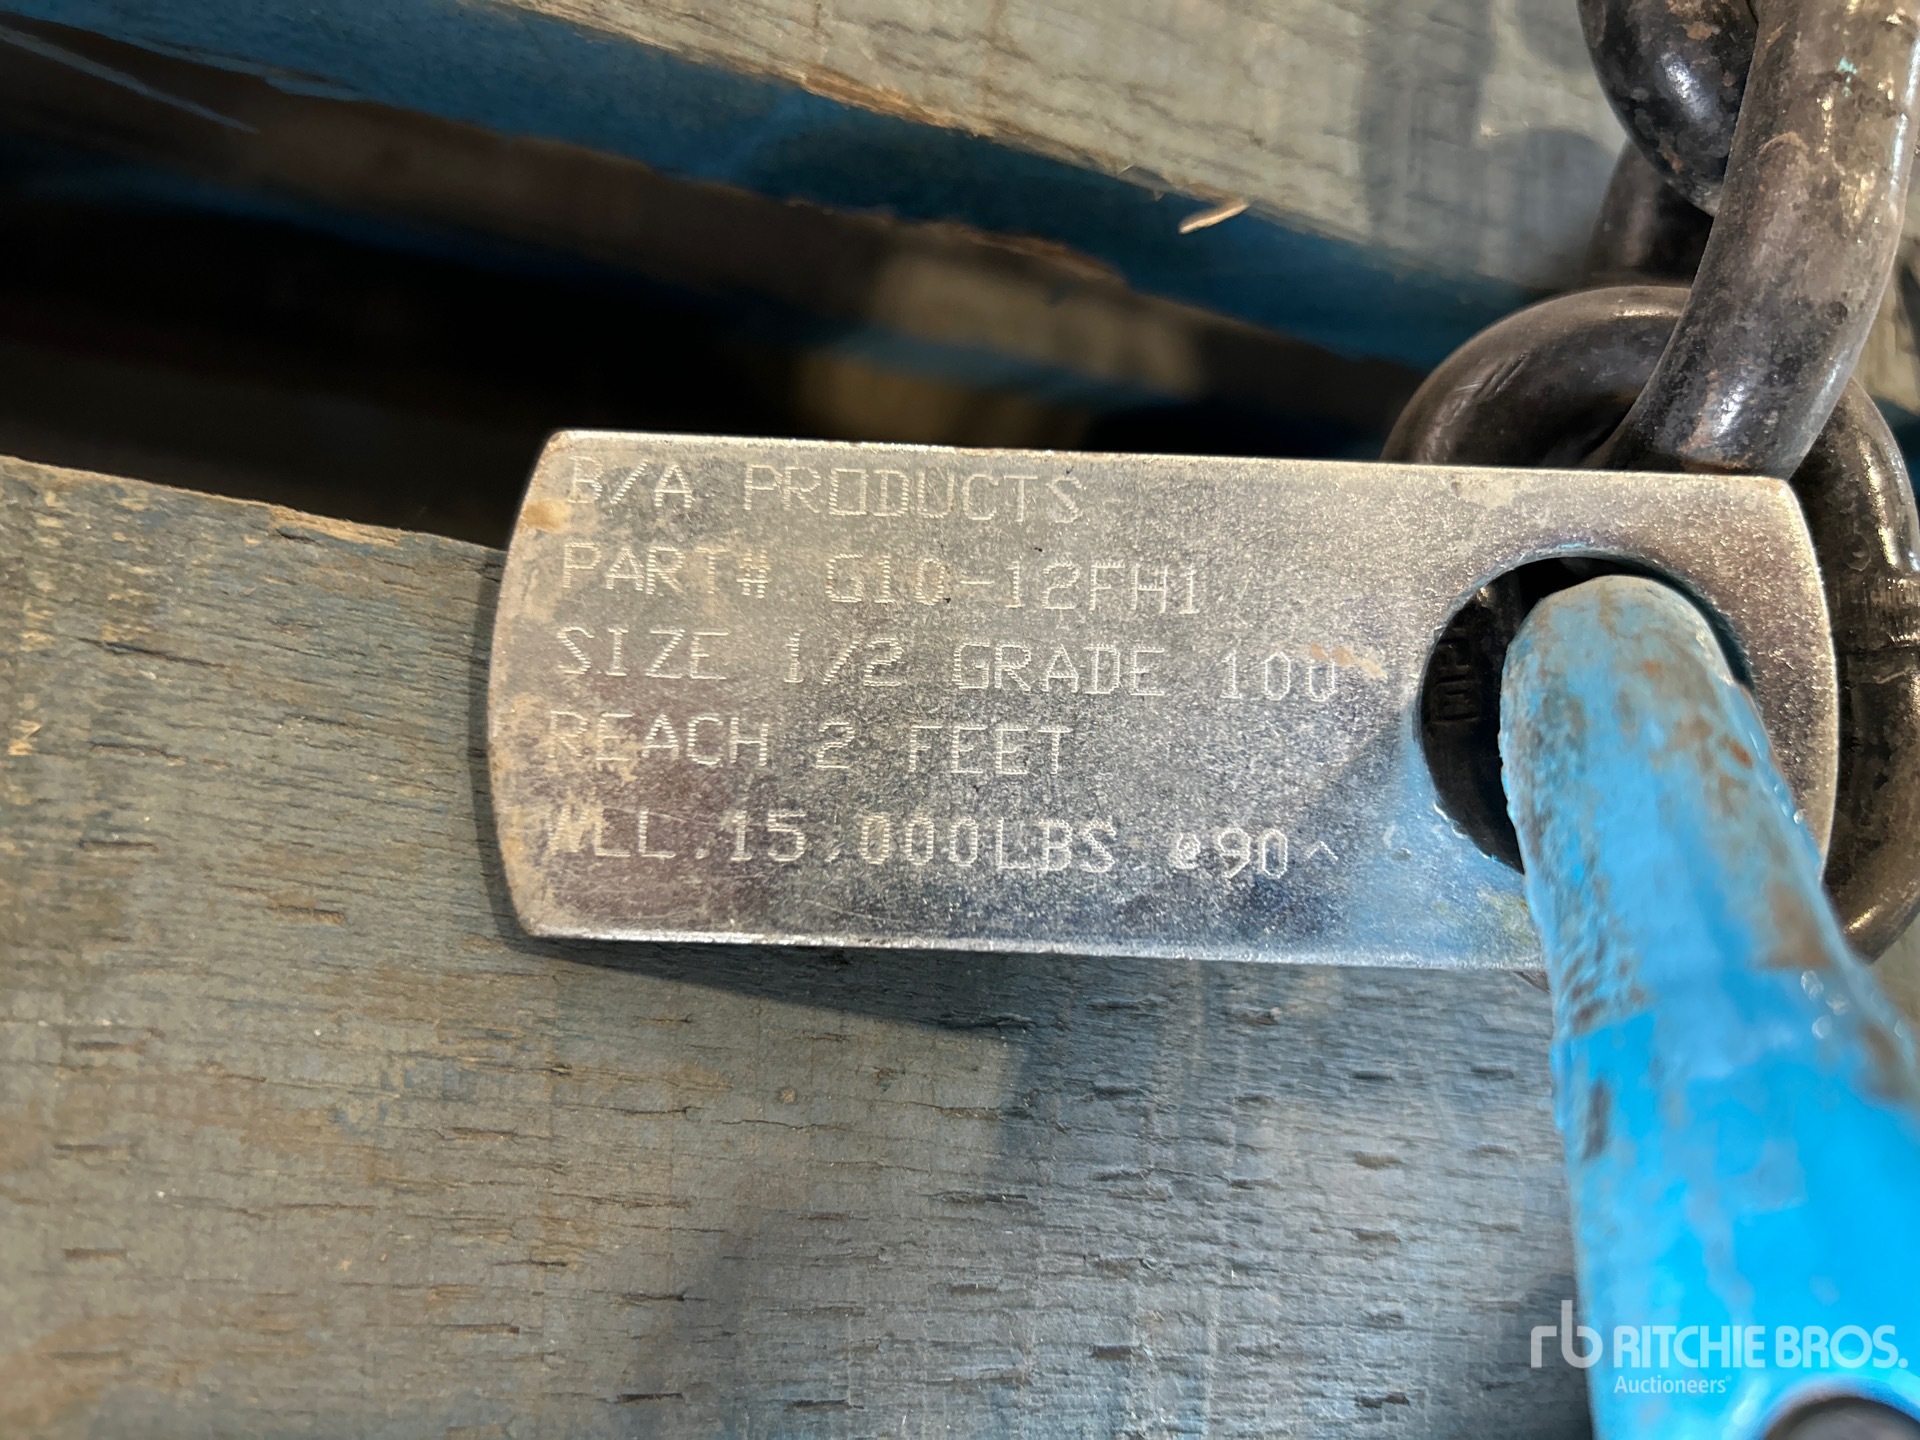 B/A PRODUCTS
PART# G10-12FH1
SIZE 1/2 GRADE 100
REACH 2 FEET
WLL.15,000LBS @90^
rb RITCHIE BROS.
Auctioneers